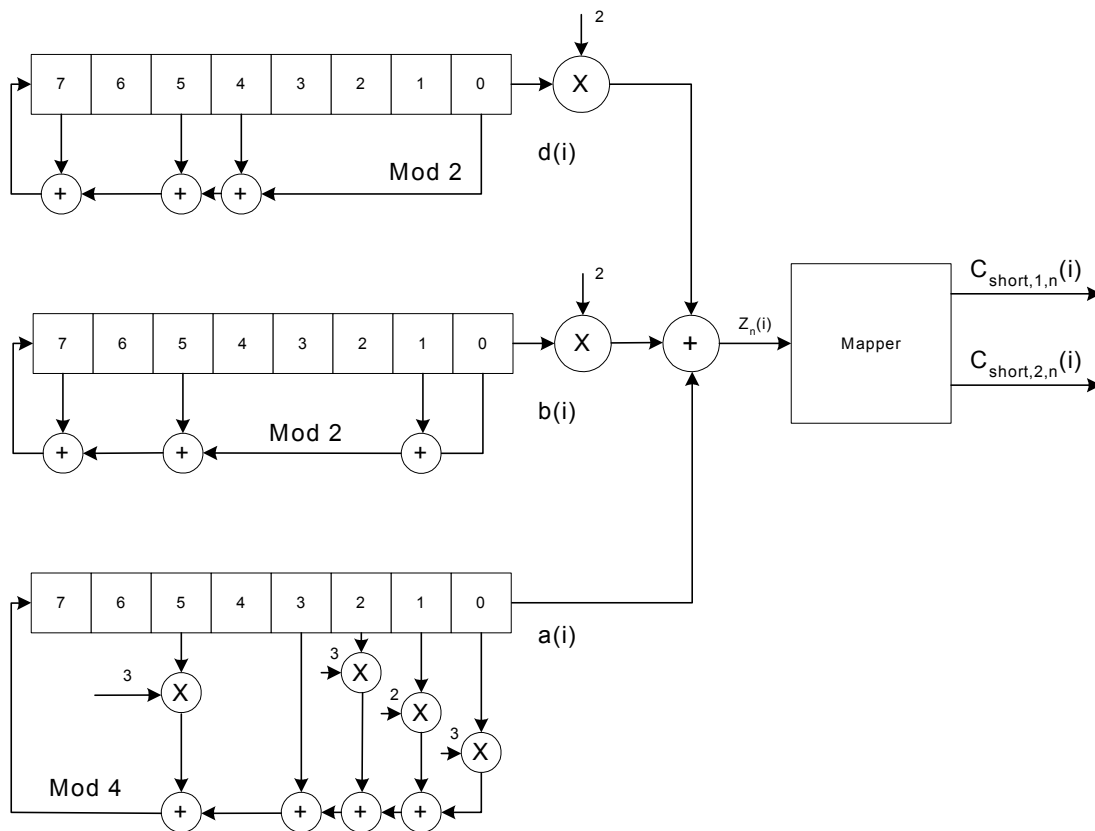 2
7 6 5 4 3 2 1 0
X
d(i)
Mod 2
+ + +
2
C_short,1,n(i)
7 6 5 4 3 2 1 0
X
+
Z_n(i)
Mapper
C_short,2,n(i)
b(i)
Mod 2
+ + +
7 6 5 4 3 2 1 0
a(i)
3 X
3 X
2 X
3 X
Mod 4
+ + + +